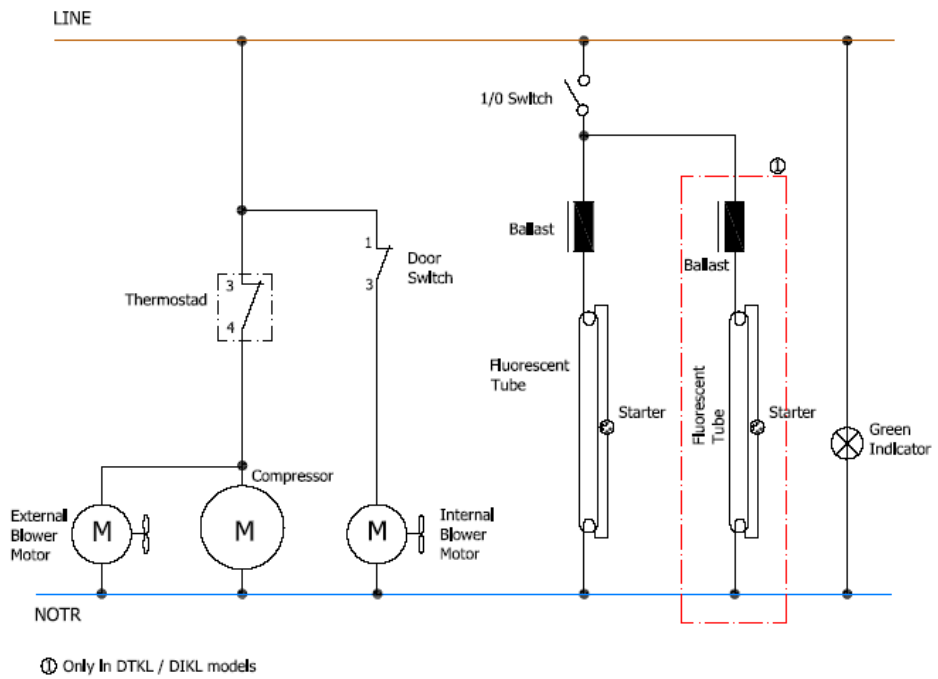 LINE
1/0 Switch
①
Ballast
Ballast
1
3
Door
Switch
Thermostad
3
4
Fluorescent
Tube
Starter
Fluorescent
Tube
Starter
Green
Indicator
Compressor
External
Blower
Motor
M
M
M
Internal
Blower
Motor
NOTR
① Only in DTKL / DIKL models